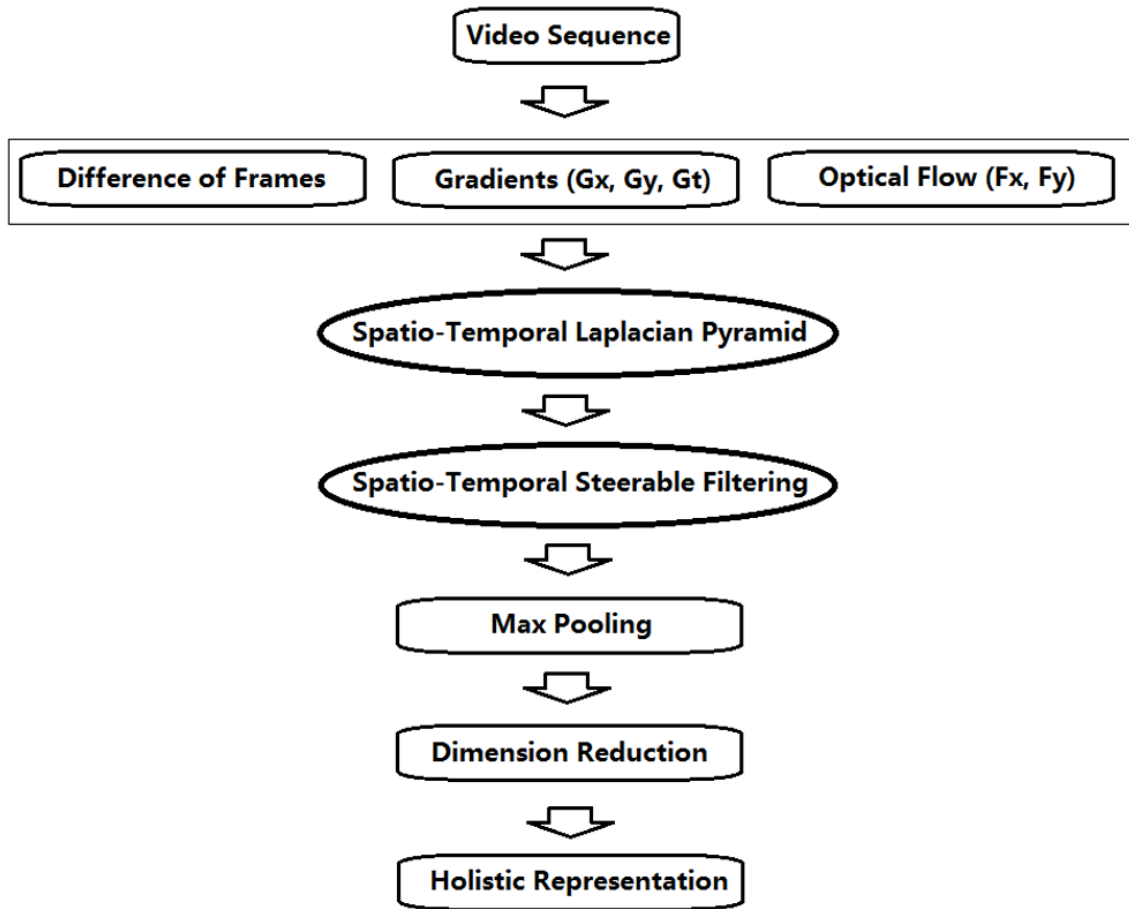 Video Sequence
Difference of Frames
Gradients (Gx, Gy, Gt)
Optical Flow (Fx, Fy)
Spatio-Temporal Laplacian Pyramid
Spatio-Temporal Steerable Filtering
Max Pooling
Dimension Reduction
Holistic Representation